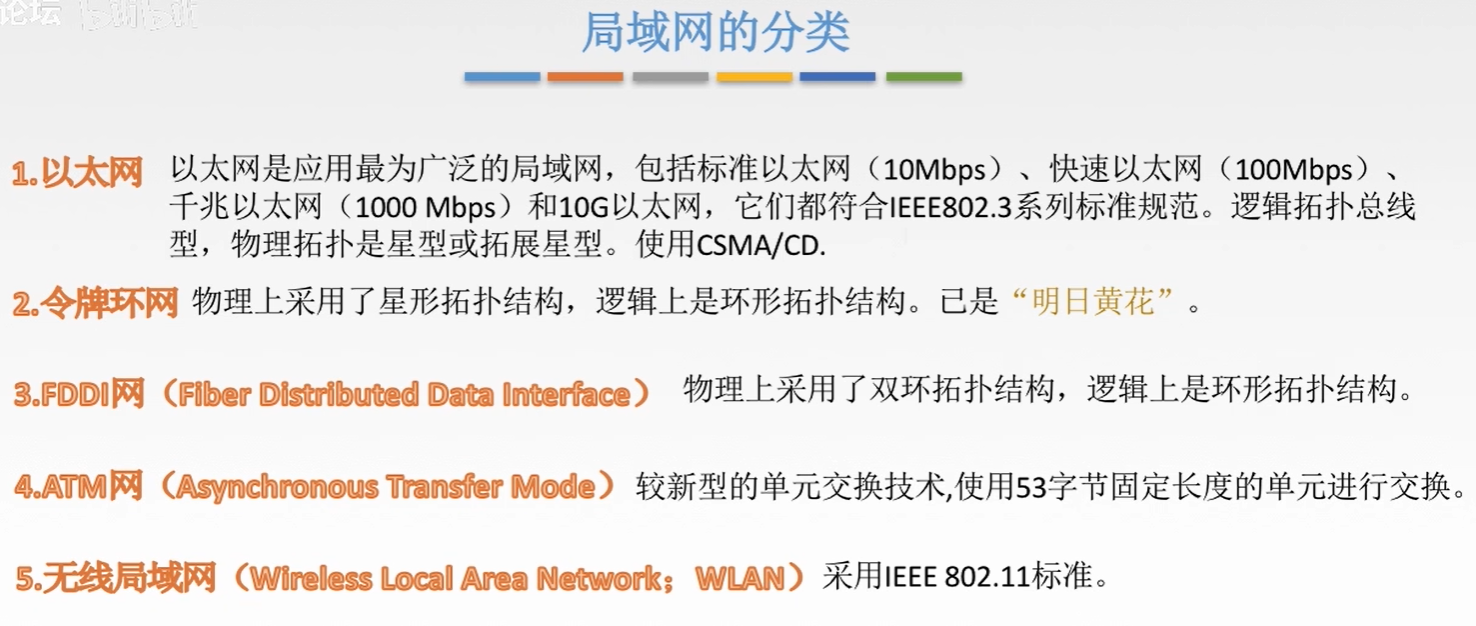 论坛 bilibili
局域网的分类
1.以太网 以太网是应用最为广泛的局域网，包括标准以太网（10Mbps）、快速以太网（100Mbps）、
千兆以太网（1000 Mbps）和10G以太网，它们都符合IEEE802.3系列标准规范。逻辑拓扑总线
型，物理拓扑是星型或拓展星型。使用CSMA/CD.
2.令牌环网 物理上采用了星形拓扑结构，逻辑上是环形拓扑结构。已是“明日黄花”。
3.FDDI网（Fiber Distributed Data Interface） 物理上采用了双环拓扑结构，逻辑上是环形拓扑结构。
4.ATM网（Asynchronous Transfer Mode） 较新型的单元交换技术,使用53字节固定长度的单元进行交换。
5.无线局域网（Wireless Local Area Network；WLAN） 采用IEEE 802.11标准。